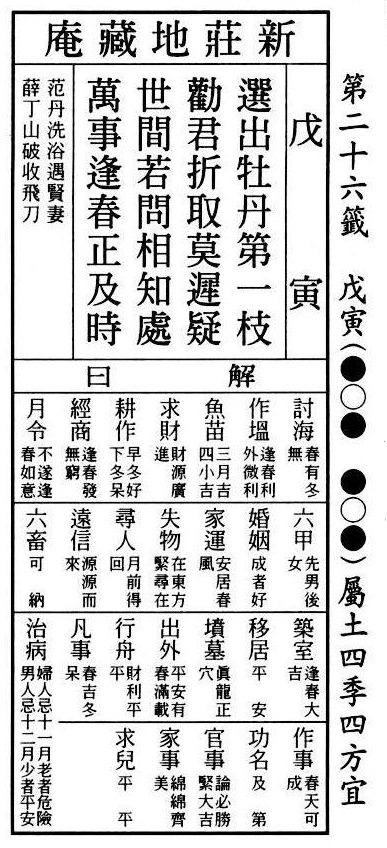 第二十六籤　戊寅(●○●　●○●)屬土四季四方宜
新莊地藏庵
戊寅
選出牡丹第一枝
勸君折取莫遲疑
世間若問相知處
萬事逢春正及時
范丹洗浴遇賢妻
薛丁山破收飛刀
解曰
討海 春有冬無
作塭 逢春利外微利
魚苗 三月吉四小吉
求財 財源廣進
耕作 早冬好下冬呆
經商 逢春發無窮
月令 不遂逢春如意
六甲 先男後女
婚姻 成者好
家運 安居春風
失物 在東方緊尋在
尋人 月前得回
遠信 源源而來
六畜 可納
築室 逢春大吉
移居 平安
墳墓 真龍正穴
出外 平安有春滿載
行舟 財利平平
凡事 春吉冬呆
治病 婦人忌十一月老者危險男人忌十二月少者平安
作事 春天可成
功名 及第
官事 論必勝緊大吉
家事 綿綿齊美
求兒 平平